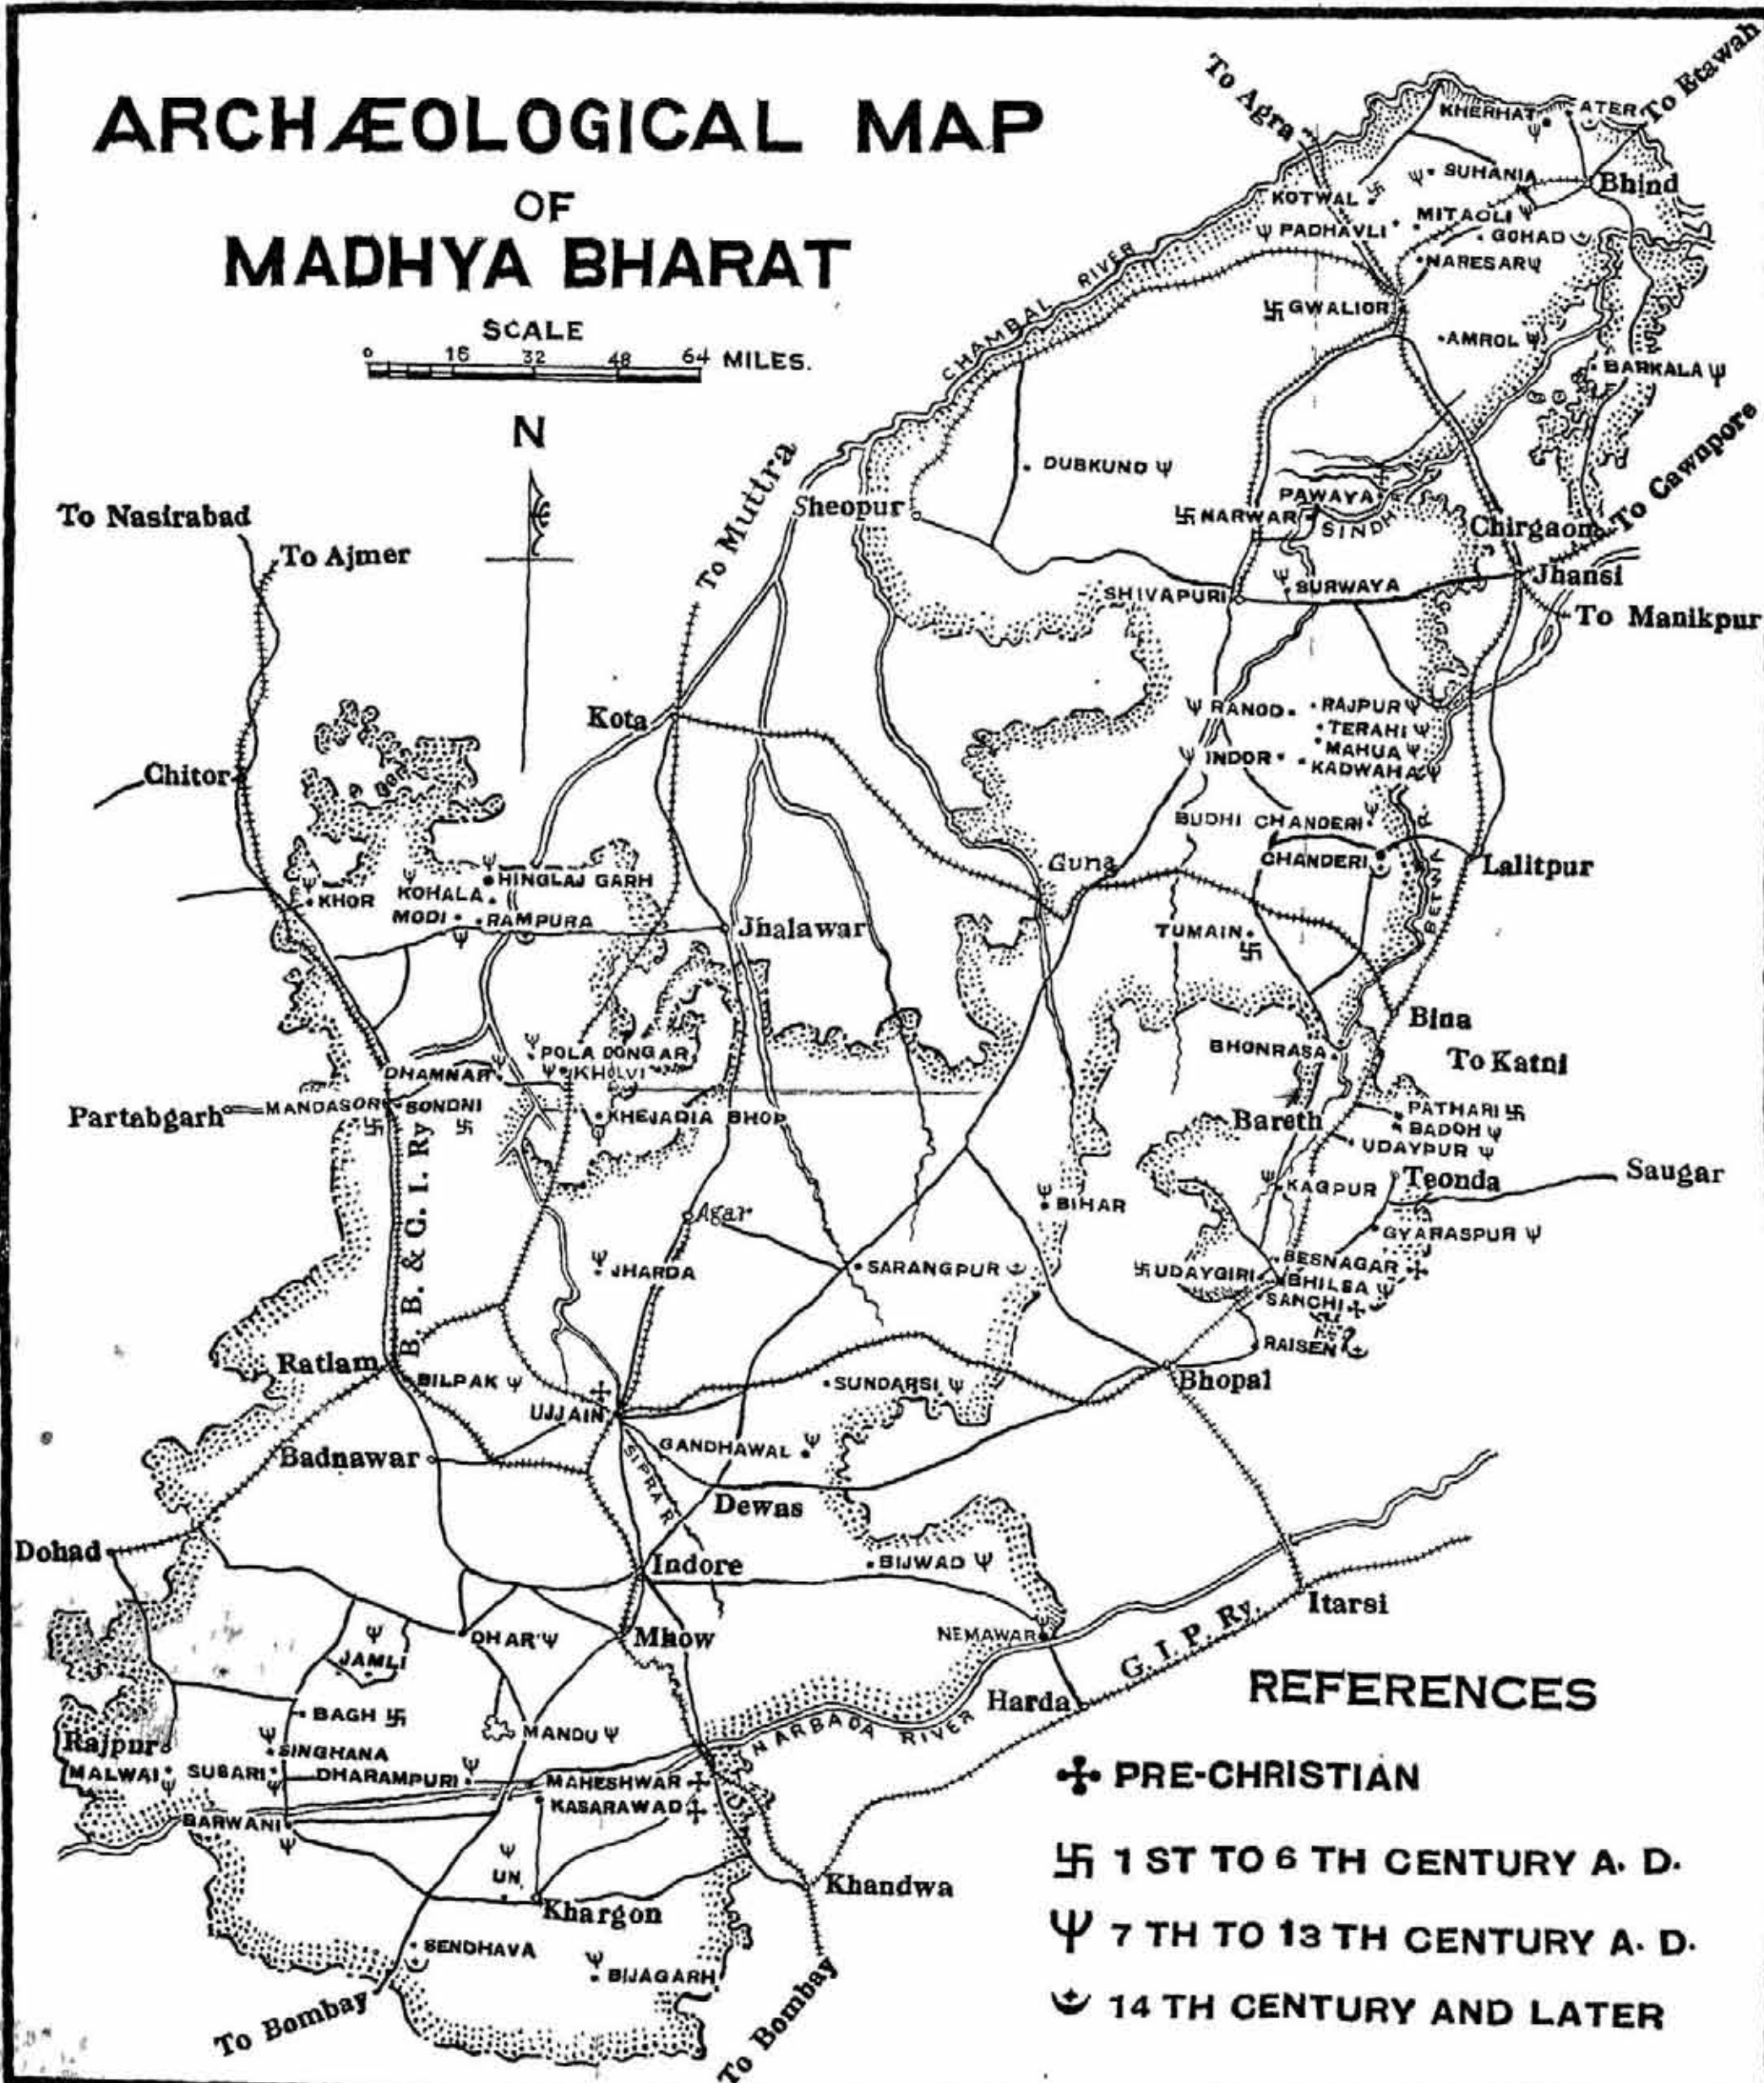 ARCHÆOLOGICAL MAP
OF
MADHYA BHARAT
SCALE
0 16 32 48 64 MILES.
N
To Agra
To Etawah
KHERHAT
ATER
SUHANIA
Bhind
KOTWAL
MITAOLI
PADHAVLI
GOHAD
NARESAR
CHAMBAL RIVER
GWALIOR
AMROL
BARKALA
To Muttra
DUBKUND
To Cawnpore
Sheopur
PAWAYA
NARWAR
SINDH
Chirgaon
To Nasirabad
To Ajmer
Jhansi
SHIVAPURI
SURWAYA
To Manikpur
Kota
RANOD
RAJPUR
TERAHI
MAHUA
INDOR
KADWAHA
Chitor
BUDHI CHANDERI
Guna
CHANDERI
Lalitpur
BETWA R.
HINGLAJ GARH
KHOR
KOHALA
MODI
RAMPURA
Jhalawar
TUMAIN
Bina
POLA DONGAR
BHONRASA
To Katni
DHAMNAR
KHOLVI
Partabgarh
MANDASOR
SONDNI
KHEJADIA BHOP
PATHARI
Bareth
BADOH
UDAYPUR
B. B. & C. I. Ry
Teonda
Saugar
KAGPUR
BIHAR
Agar
GYARASPUR
JHARDA
SARANGPUR
BESNAGAR
UDAYGIRI
BHILSA
SANCHI
RAISEN
Ratlam
BILPAK
SUNDARSI
Bhopal
UJJAIN
GANDHAWAL
SIPRA R
Badnawar
Dewas
Dohad
Indore
BIJWAD
Itarsi
DHAR
Mhow
NEMAWAR
JAMLI
G. I. P. Ry.
Harda
BAGH
MANDU
NARBADA RIVER
Rajpur
SINGHANA
MALWAI
SUBARI
DHARAMPURI
MAHESHWAR
KASARAWAD
BARWANI
UN
Khandwa
Khargon
SENDHAVA
BIJAGARH
To Bombay
To Bombay
REFERENCES
PRE-CHRISTIAN
卐 1 ST TO 6 TH CENTURY A. D.
Ψ 7 TH TO 13 TH CENTURY A. D.
14 TH CENTURY AND LATER